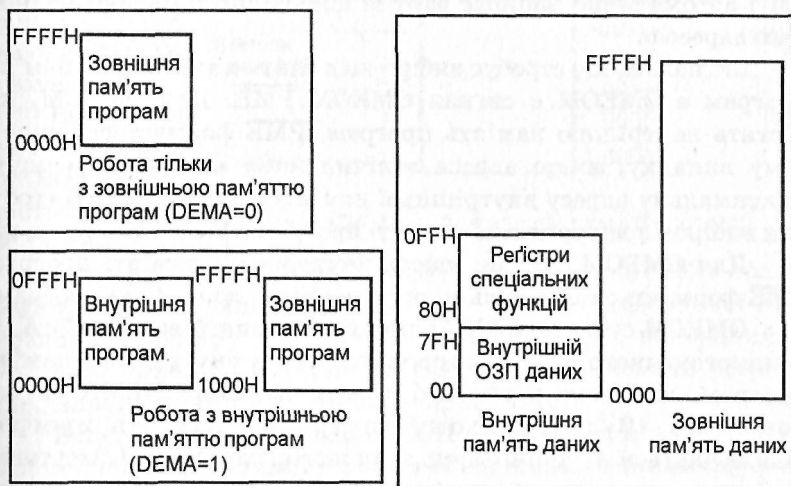 FFFFH
Зовнішня
пам'ять
програм
0000H
Робота тільки
з зовнішньою пам'яттю
програм (DEMA=0)
0FFFH
Внутрішня
пам'ять
програм
0000H
FFFFH
Зовнішня
пам'ять
програм
1000H
Робота з внутрішньою
пам'яттю програм
(DEMA=1)
0FFH
Регістри
спеціальних
функцій
80H
7FH
Внутрішній
ОЗП даних
00
Внутрішня
пам'ять даних
FFFFH
0000
Зовнішня
пам'ять даних